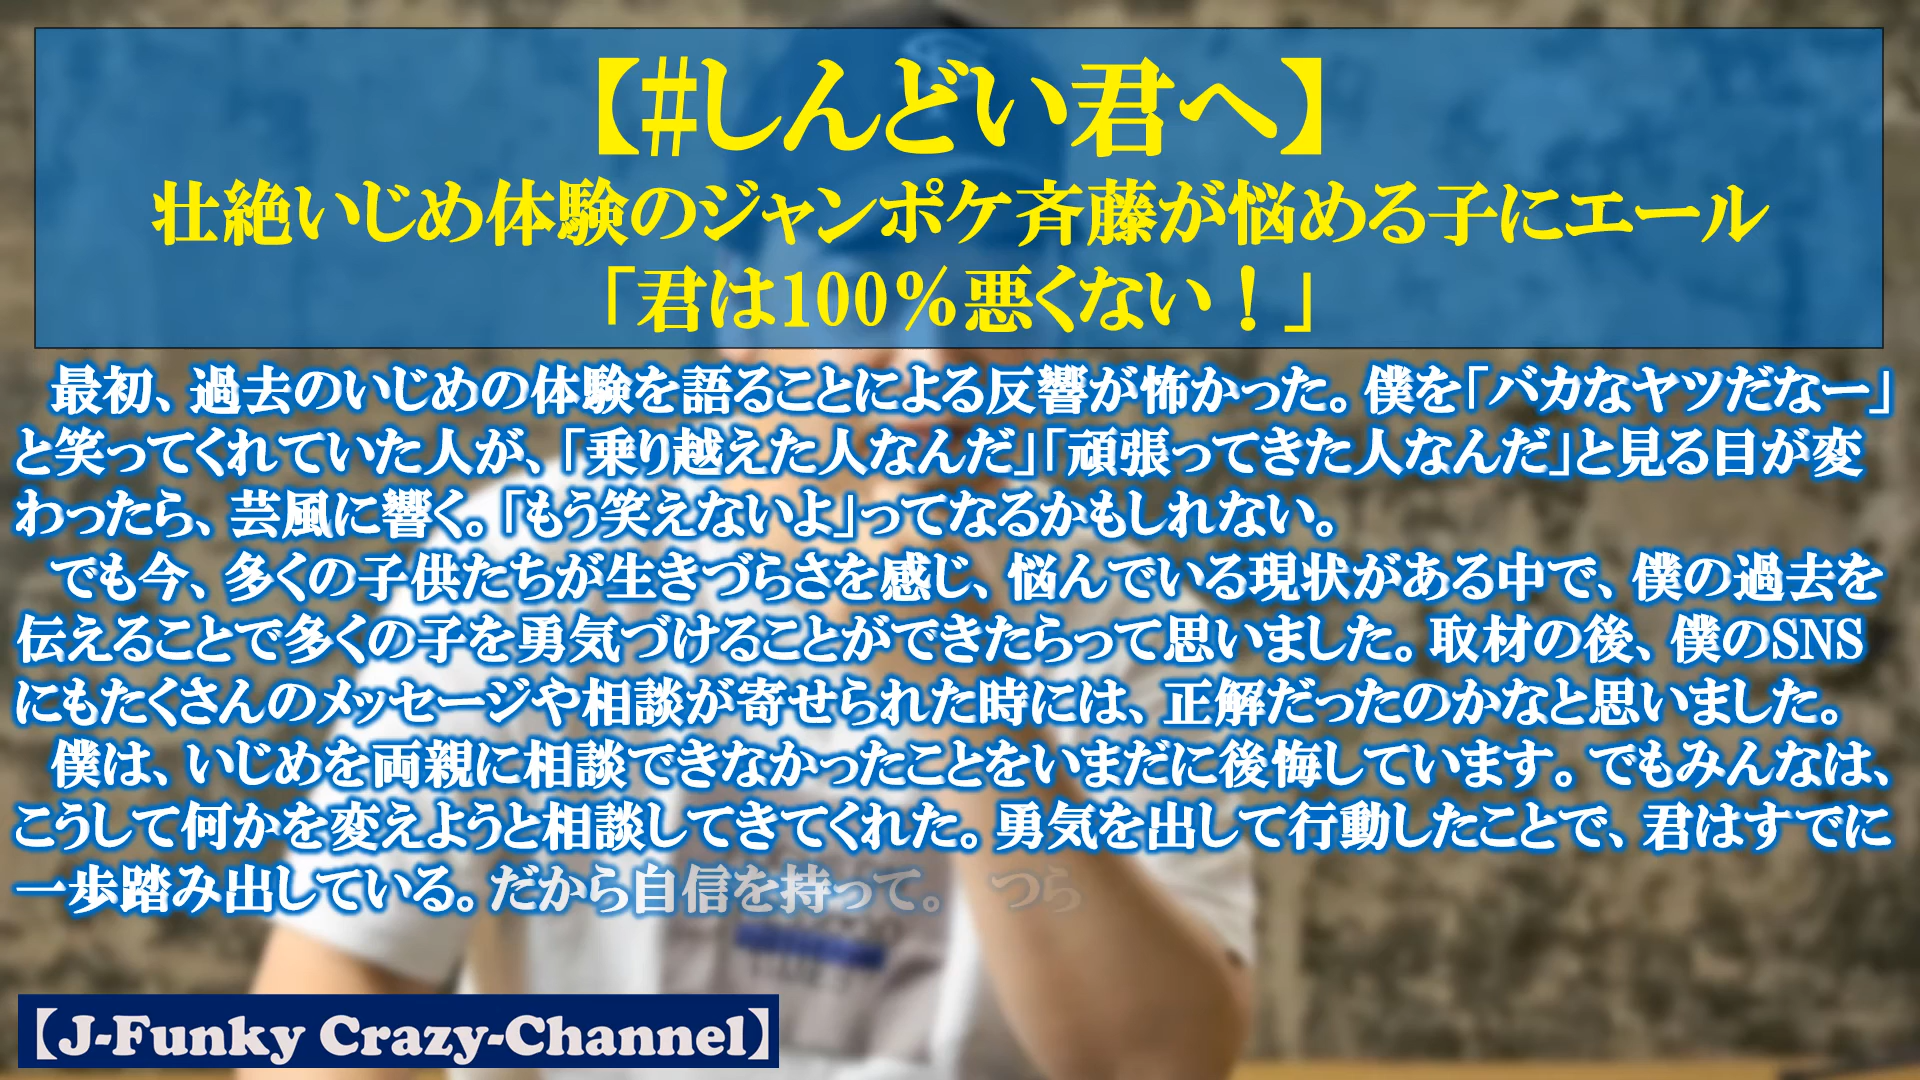 【#しんどい君へ】
壮絶いじめ体験のジャンポケ斉藤が悩める子にエール
「君は100%悪くない！」
最初、過去のいじめの体験を語ることによる反響が怖かった。僕を「バカなヤツだなー」
と笑ってくれていた人が、「乗り越えた人なんだ」「頑張ってきた人なんだ」と見る目が変
わったら、芸風に響く。「もう笑えないよ」ってなるかもしれない。
でも今、多くの子供たちが生きづらさを感じ、悩んでいる現状がある中で、僕の過去を
伝えることで多くの子を勇気づけることができたらって思いました。取材の後、僕のSNS
にもたくさんのメッセージや相談が寄せられた時には、正解だったのかなと思いました。
僕は、いじめを両親に相談できなかったことをいまだに後悔しています。でもみんなは、
こうして何かを変えようと相談してきてくれた。勇気を出して行動したことで、君はすでに
一歩踏み出している。だから自信を持って。 つら
【J-Funky Crazy-Channel】